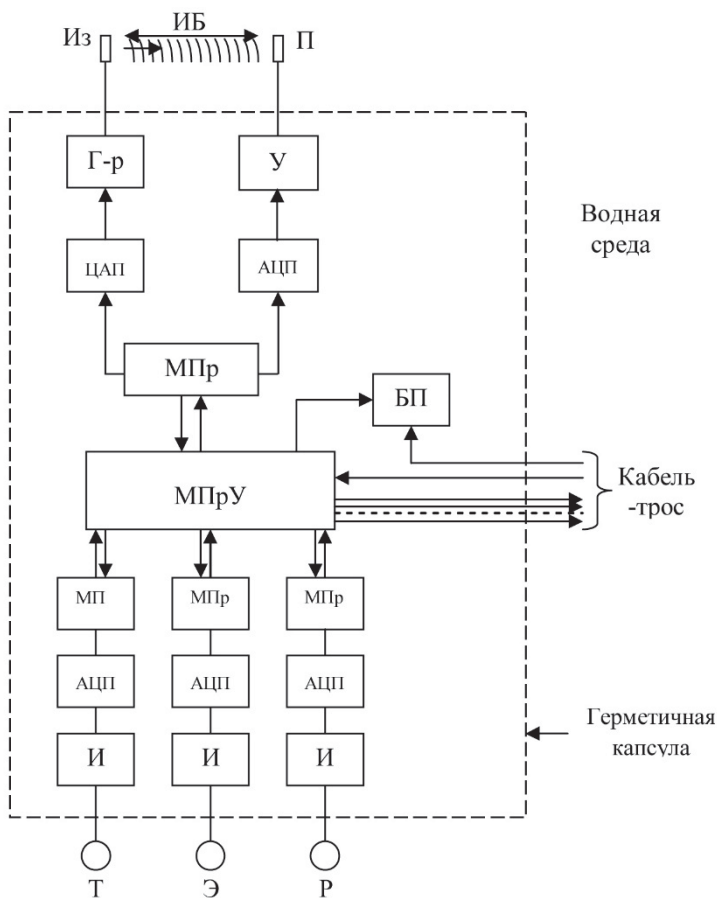 ИБ
Из
П
Г-р
У
Водная
среда
ЦАП
АЦП
МПр
БП
МПрУ
Кабель
-трос
МП
МПр
МПр
АЦП
АЦП
АЦП
Герметичная
капсула
И
И
И
Т
Э
Р